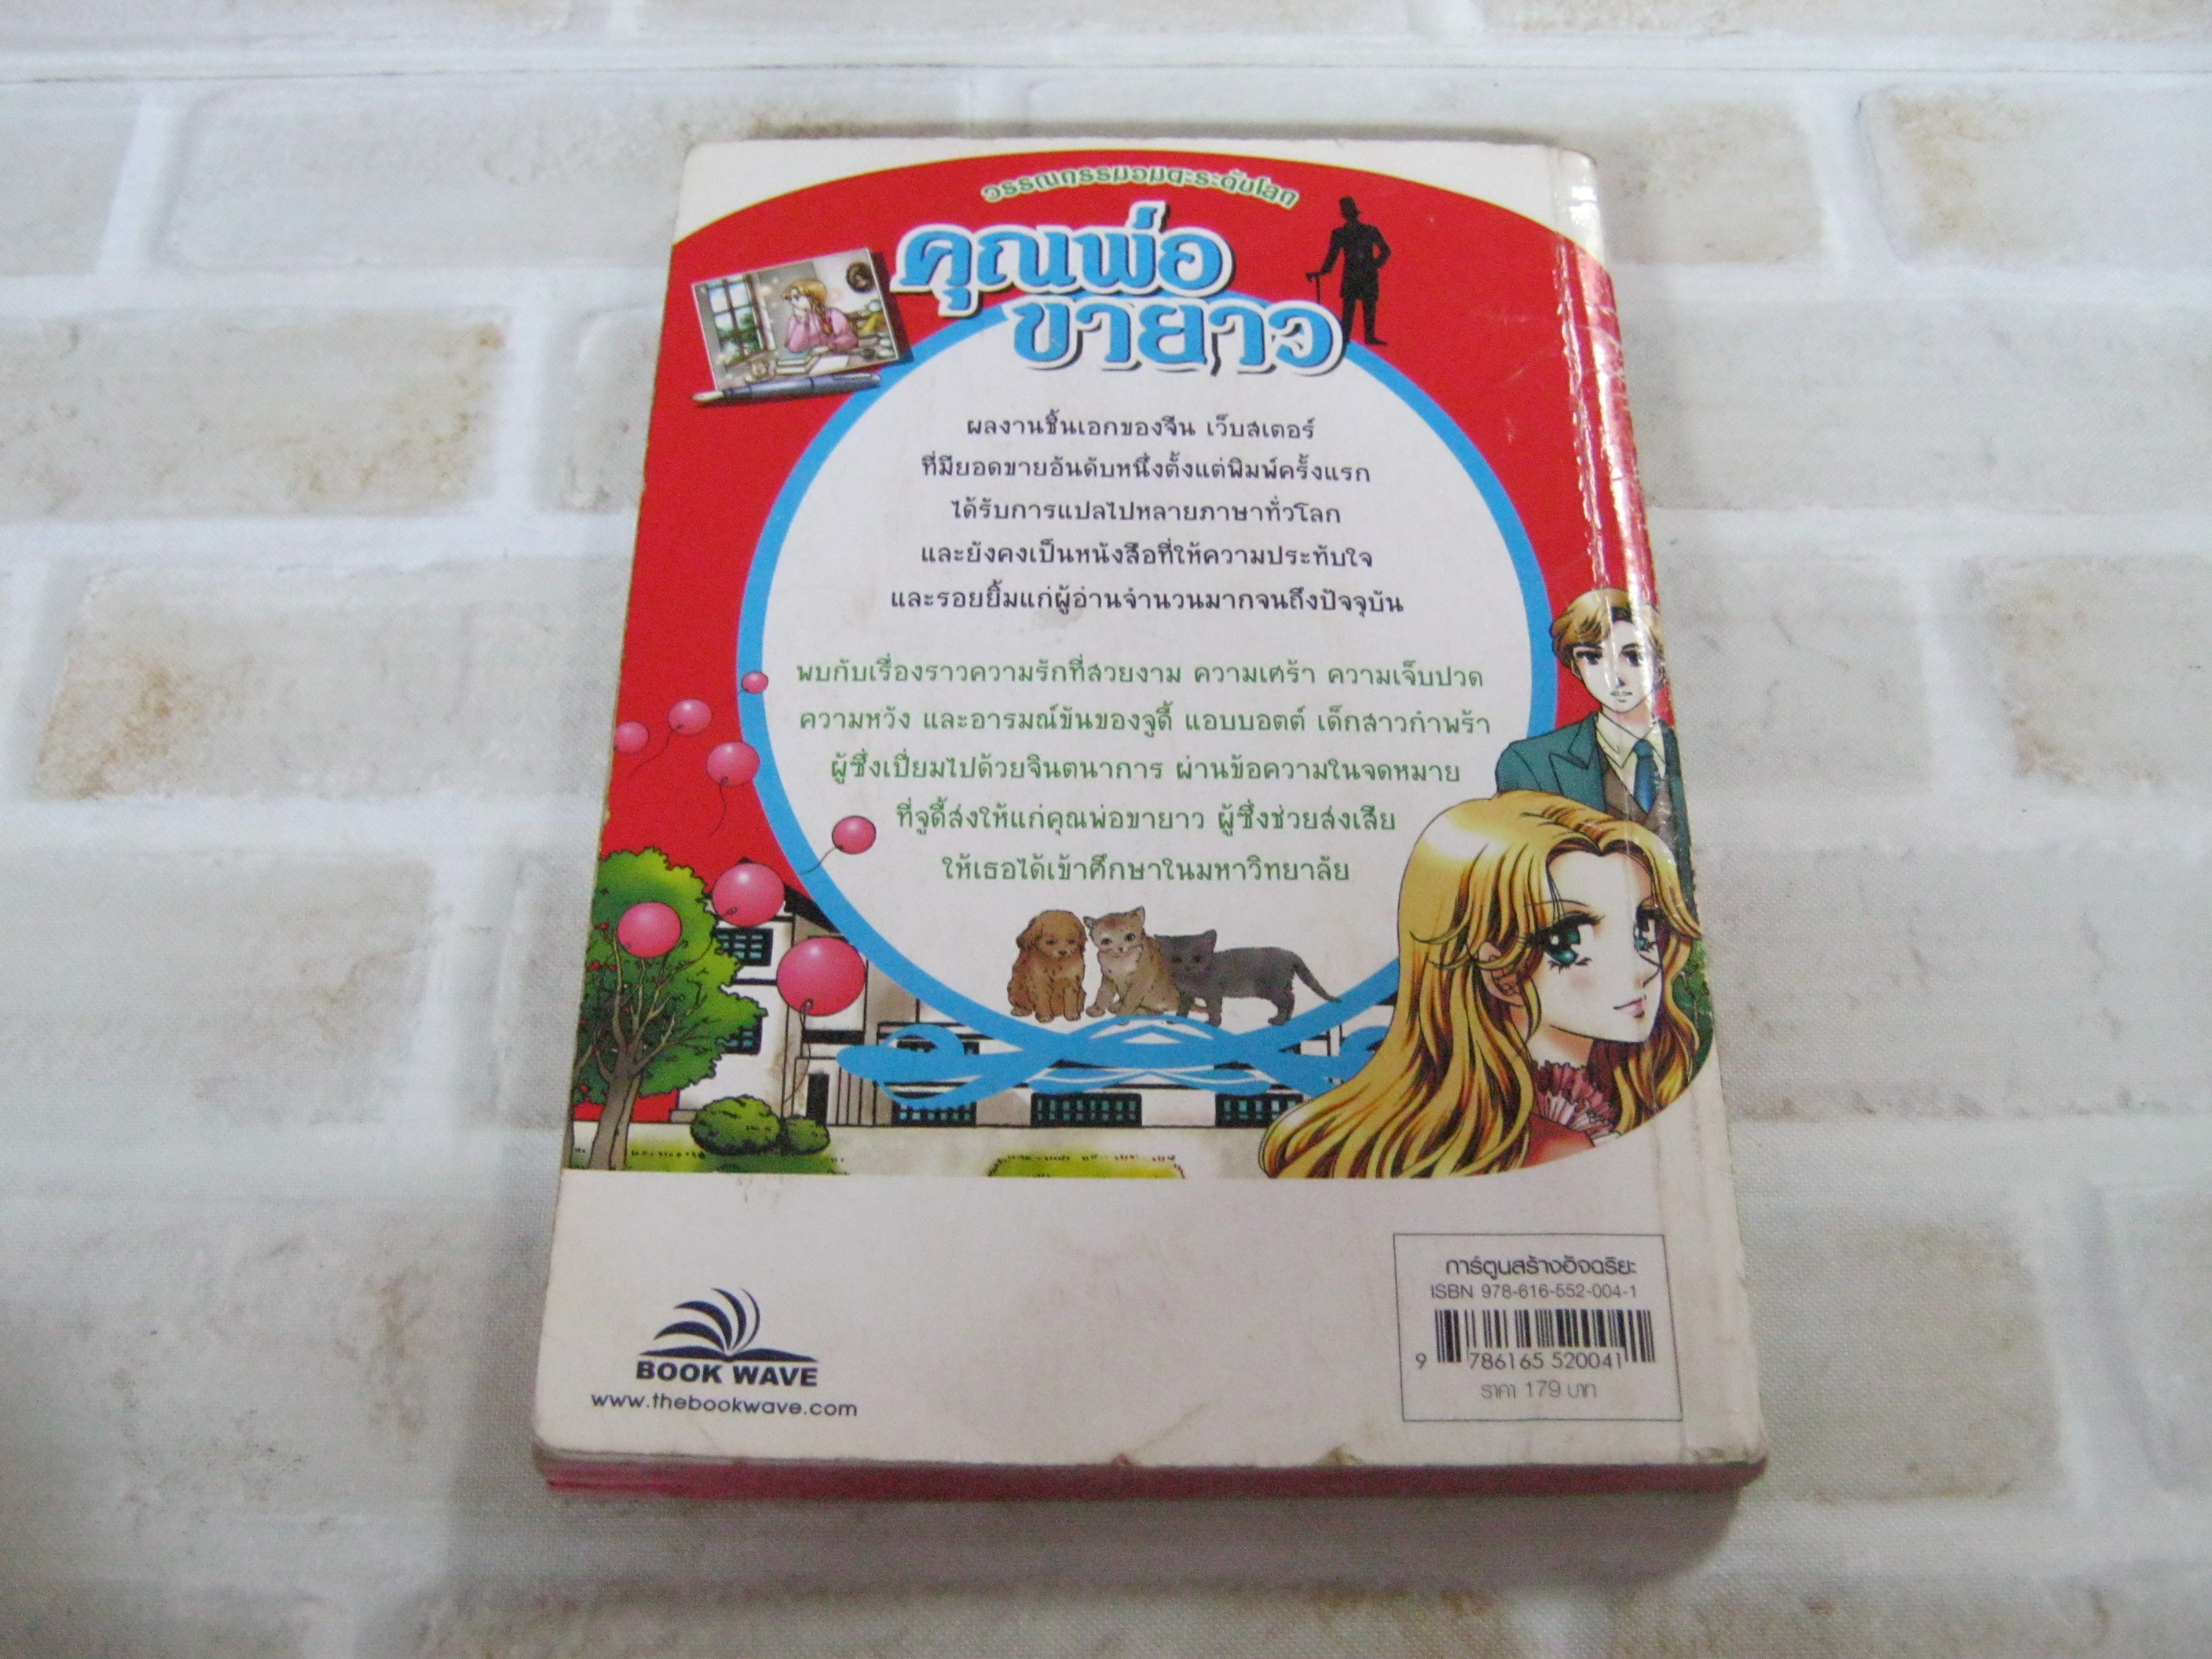 วรรณกรรมอมตะระดับโลก
คุณพ่อ
ขายาว
ผลงานชิ้นเอกของจีน เว็บสเตอร์
ที่มียอดขายอันดับหนึ่งตั้งแต่พิมพ์ครั้งแรก
ได้รับการแปลไปหลายภาษาทั่วโลก
และยังคงเป็นหนังสือที่ให้ความประทับใจ
และรอยยิ้มแก่ผู้อ่านจำนวนมากจนถึงปัจจุบัน
พบกับเรื่องราวความรักที่สวยงาม ความเศร้า ความเจ็บปวด
ความหวัง และอารมณ์ขันของจูดี้ แอบบอตต์ เด็กสาวกำพร้า
ผู้ซึ่งเปี่ยมไปด้วยจินตนาการ ผ่านข้อความในจดหมาย
ที่จูดี้ส่งให้แก่คุณพ่อขายาว ผู้ซึ่งช่วยส่งเสีย
ให้เธอได้เข้าศึกษาในมหาวิทยาลัย
BOOK WAVE
www.thebookwave.com
การ์ตูนสร้างอัจฉริยะ
ISBN 978-616-552-004-1
9 786165 520041
ราคา 179 บาท